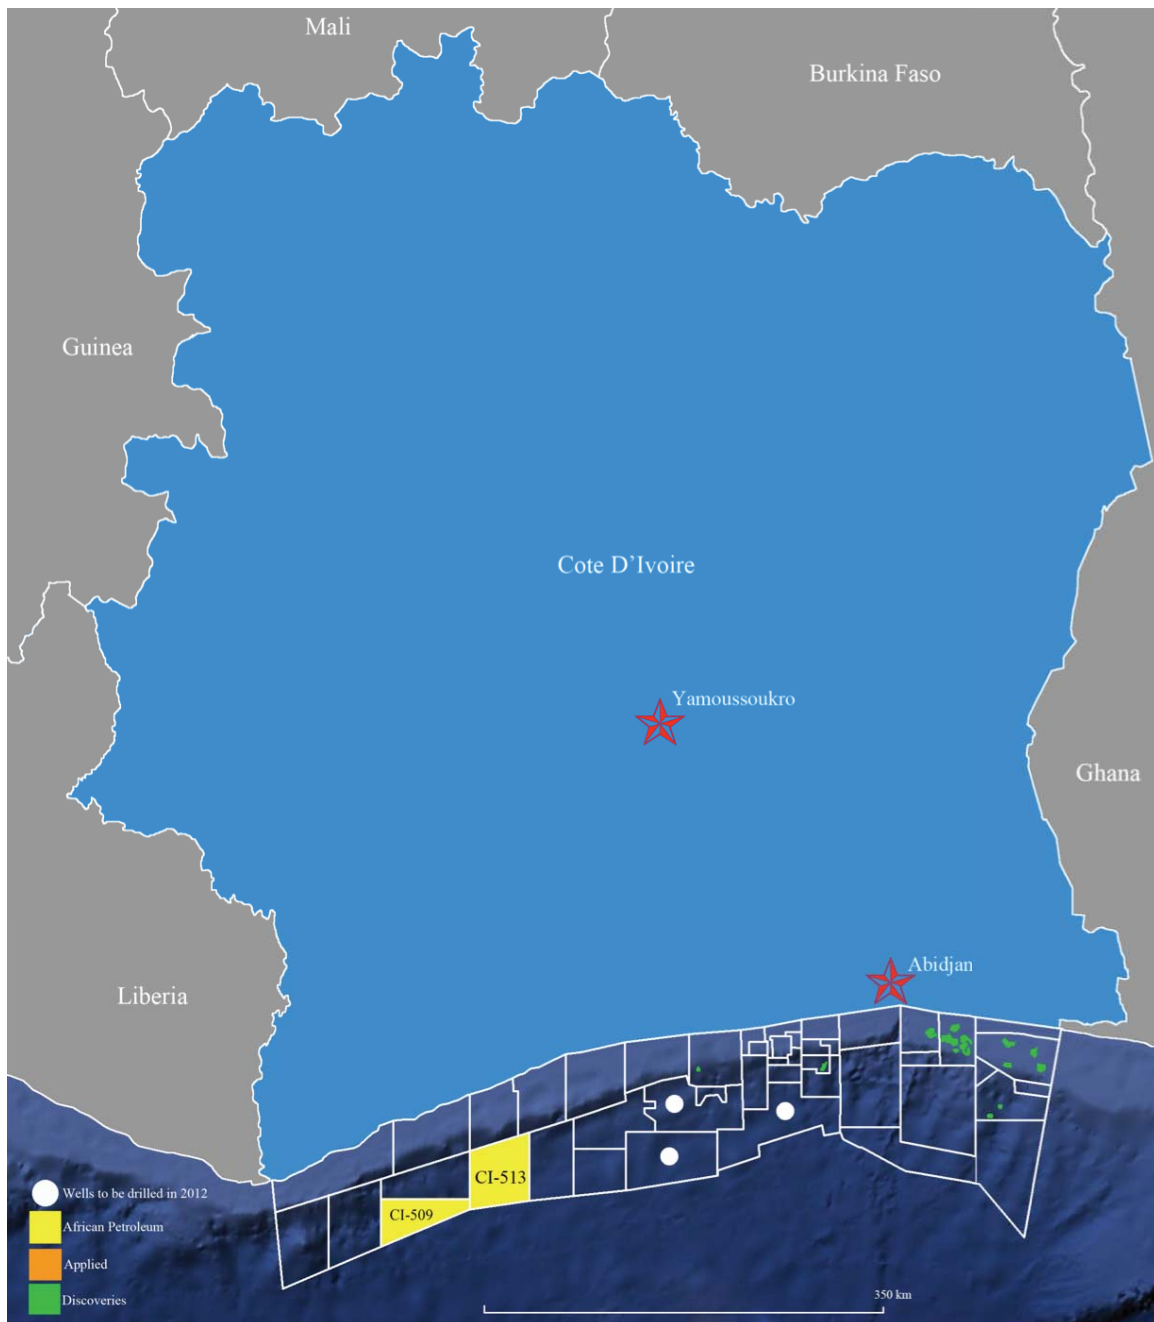 Mali
Burkina Faso
Guinea
Cote D’Ivoire
Yamoussoukro
Ghana
Abidjan
Liberia
CI-513
CI-509
Wells to be drilled in 2012
African Petroleum
Applied
Discoveries
350 km